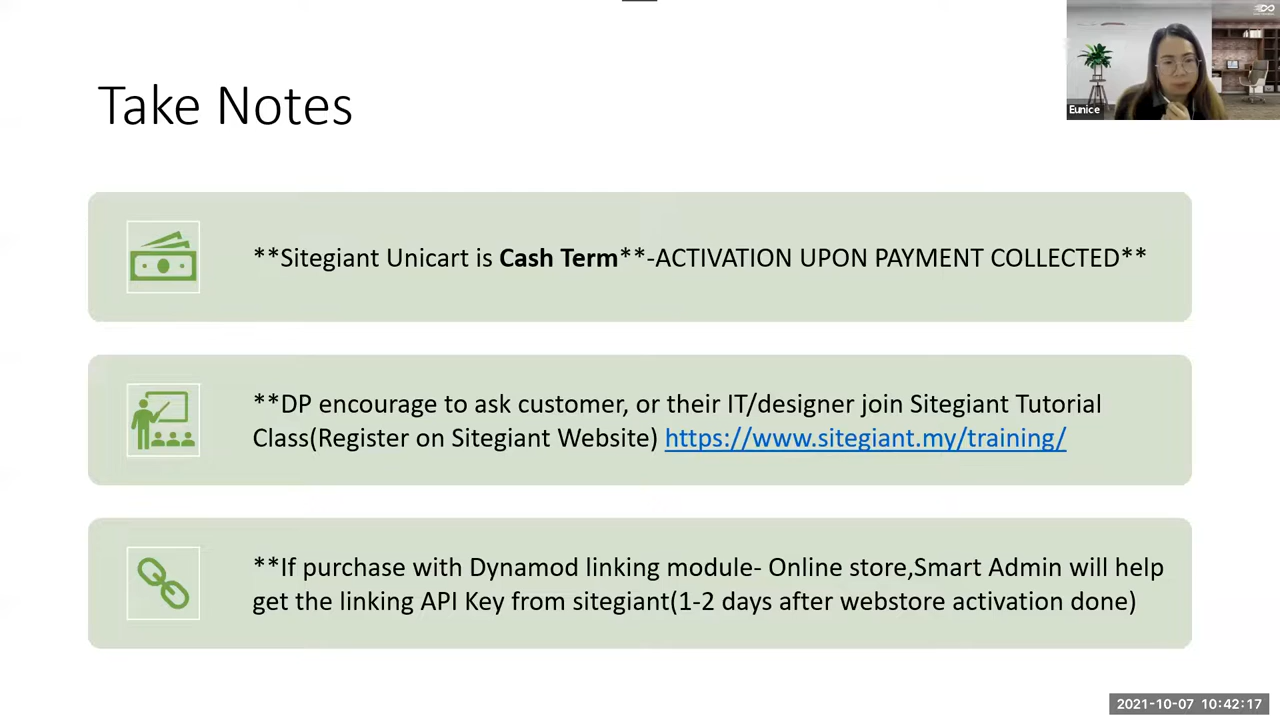 Take Notes
Eunice
**Sitegiant Unicart is Cash Term**-ACTIVATION UPON PAYMENT COLLECTED**
**DP encourage to ask customer, or their IT/designer join Sitegiant Tutorial
Class(Register on Sitegiant Website) https://www.sitegiant.my/training/
**If purchase with Dynamod linking module- Online store,Smart Admin will help
get the linking API Key from sitegiant(1-2 days after webstore activation done)
2021-10-07 10:42:17